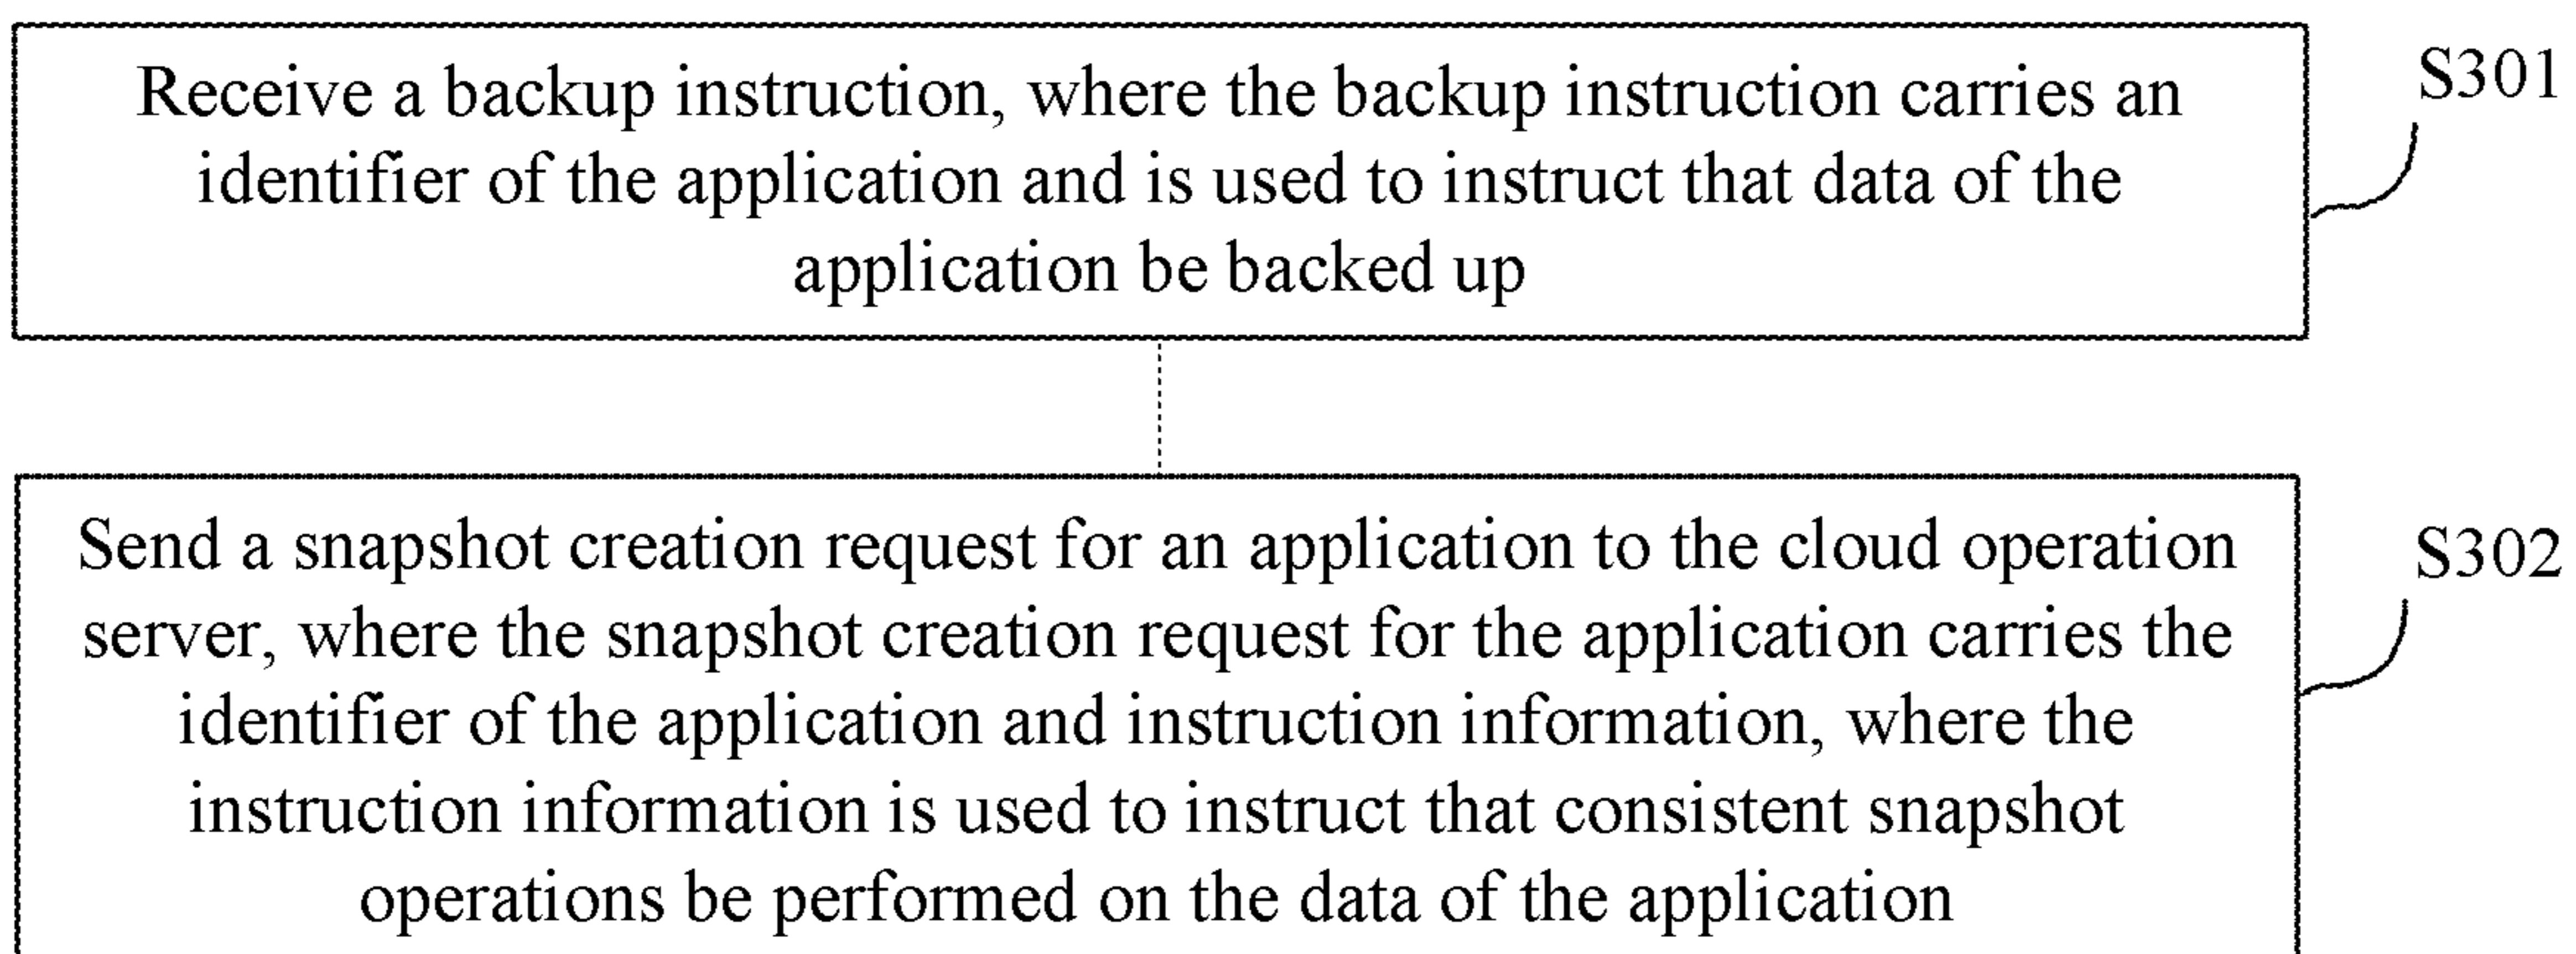 Receive a backup instruction, where the backup instruction carries an
identifier of the application and is used to instruct that data of the
application be backed up
S301
Send a snapshot creation request for an application to the cloud operation
server, where the snapshot creation request for the application carries the
identifier of the application and instruction information, where the
instruction information is used to instruct that consistent snapshot
operations be performed on the data of the application
S302